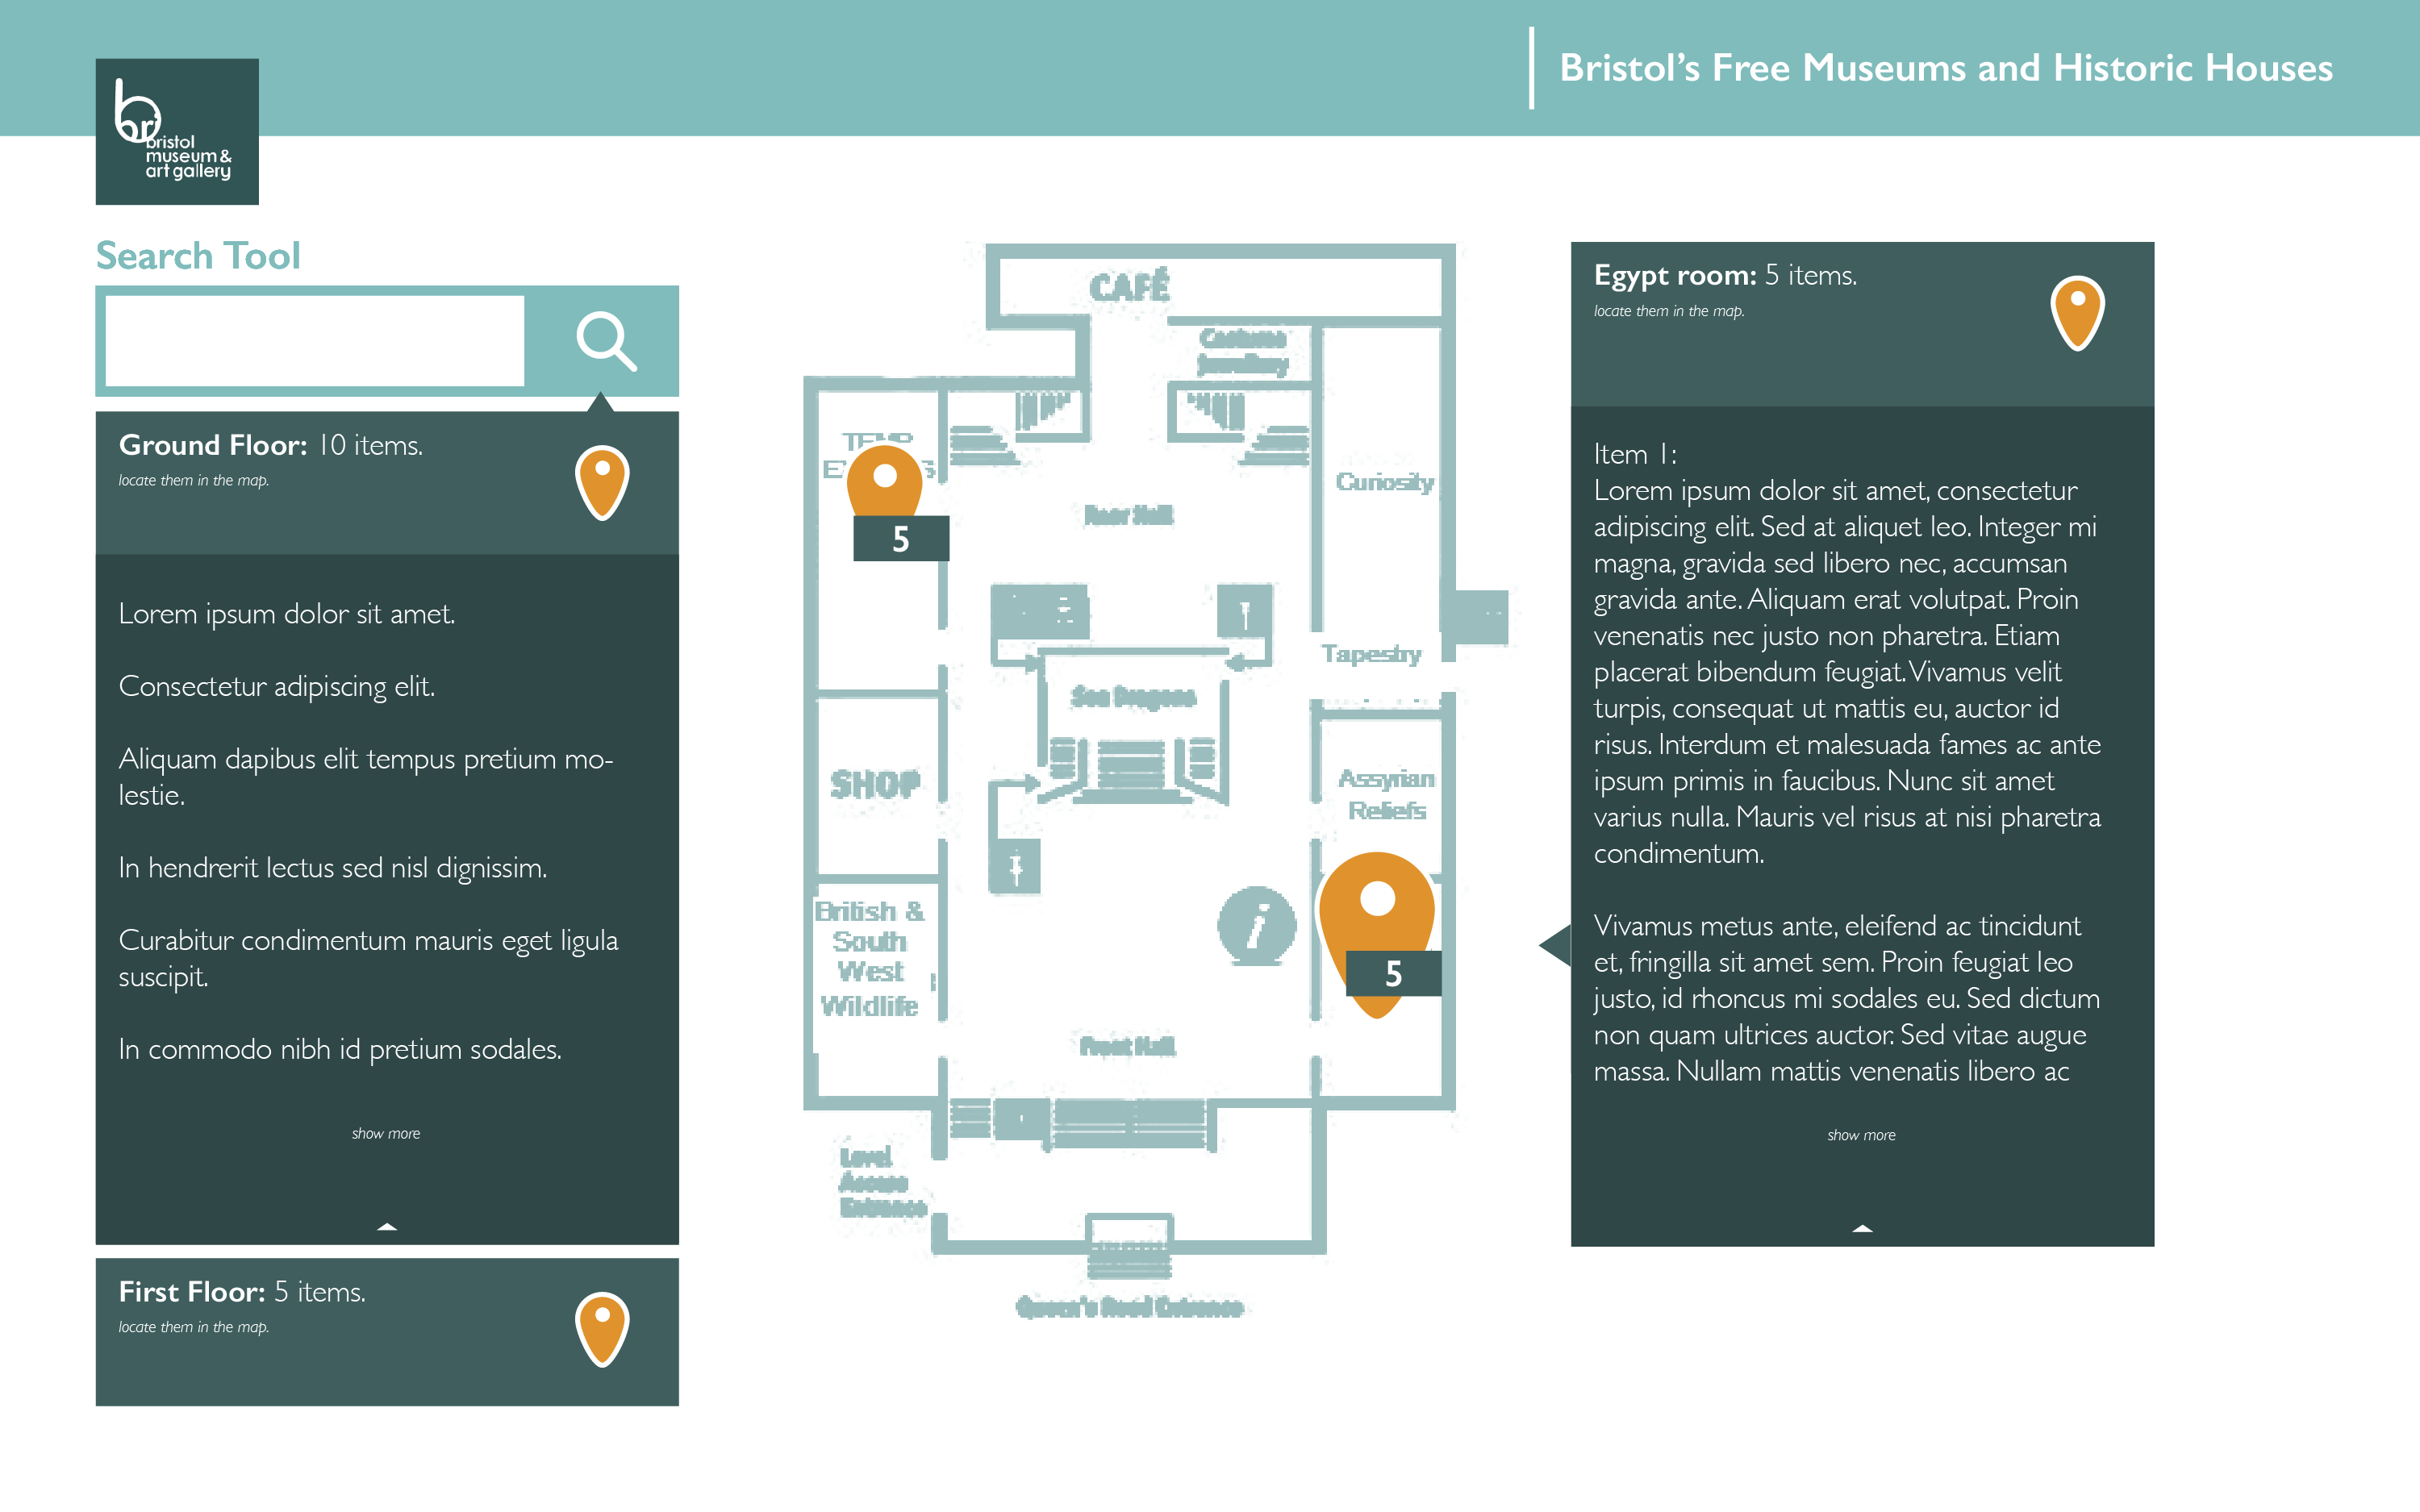 Bristol's Free Museums and Historic Houses
bri
bristol
museum &
art gallery
Search Tool
Ground Floor: 10 items.
locate them in the map.
Lorem ipsum dolor sit amet.
Consectetur adipiscing elit.
Aliquam dapibus elit tempus pretium mo-
lestie.
In hendrerit lectus sed nisl dignissim.
Curabitur condimentum mauris eget ligula
suscipit.
In commodo nibh id pretium sodales.
show more
First Floor: 5 items.
locate them in the map.
CAFÉ
Costume
Jewellery
TEMP
5
Curiosity
Rear Hall
Tapestry
Sea Dragons
SHOP
Assyrian
Reliefs
British &
South
West
Wildlife
i
5
Front Hall
Level
Access
Entrance
Queen's Road Entrance
Egypt room: 5 items.
locate them in the map.
Item 1:
Lorem ipsum dolor sit amet, consectetur
adipiscing elit. Sed at aliquet leo. Integer mi
magna, gravida sed libero nec, accumsan
gravida ante. Aliquam erat volutpat. Proin
venenatis nec justo non pharetra. Etiam
placerat bibendum feugiat. Vivamus velit
turpis, consequat ut mattis eu, auctor id
risus. Interdum et malesuada fames ac ante
ipsum primis in faucibus. Nunc sit amet
varius nulla. Mauris vel risus at nisi pharetra
condimentum.
Vivamus metus ante, eleifend ac tincidunt
et, fringilla sit amet sem. Proin feugiat leo
justo, id rhoncus mi sodales eu. Sed dictum
non quam ultrices auctor. Sed vitae augue
massa. Nullam mattis venenatis libero ac
show more